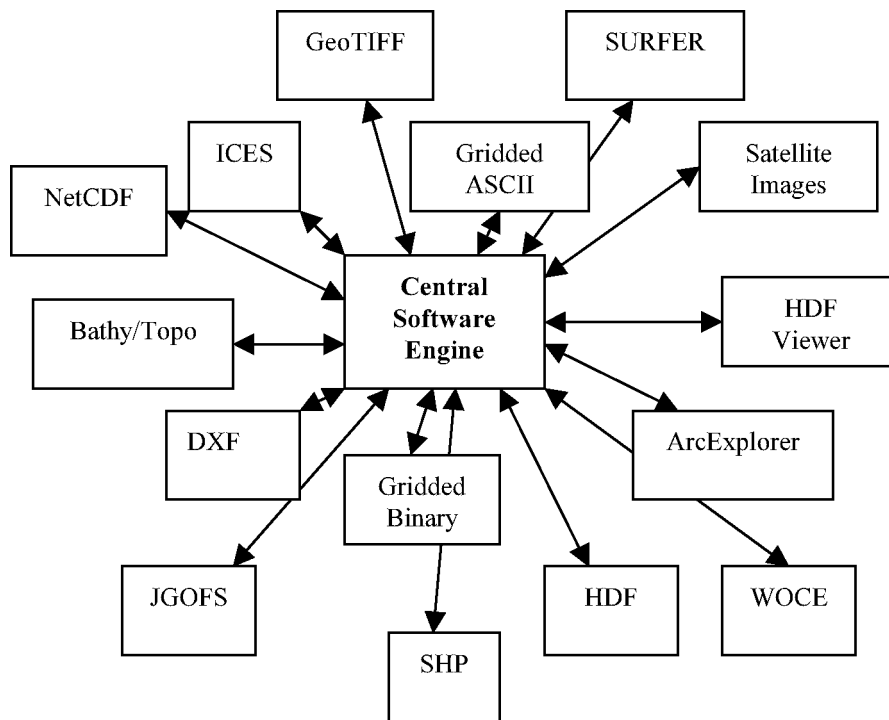 GeoTIFF
SURFER
ICES
Gridded
ASCII
Satellite
Images
NetCDF
Central
Software
Engine
HDF
Viewer
Bathy/Topo
DXF
ArcExplorer
Gridded
Binary
JGOFS
HDF
WOCE
SHP